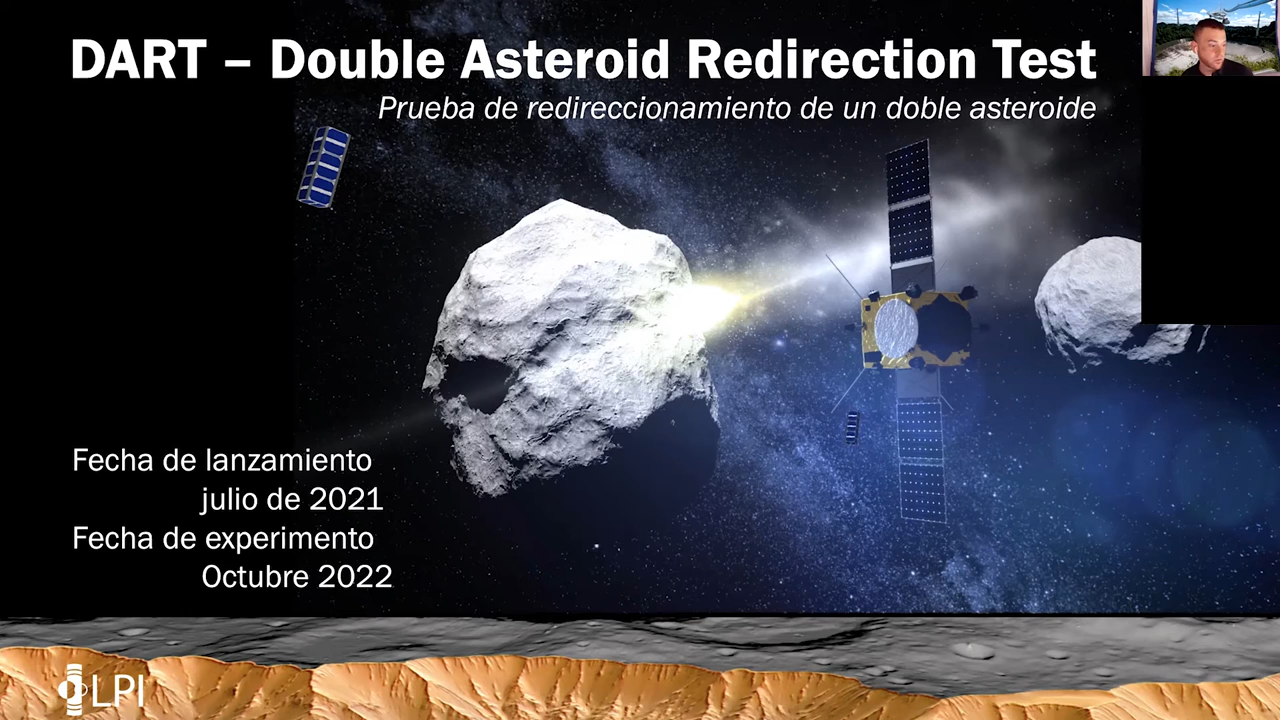 DART – Double Asteroid Redirection Test
Prueba de redireccionamiento de un doble asteroide
Fecha de lanzamiento
julio de 2021
Fecha de experimento
Octubre 2022
LPI